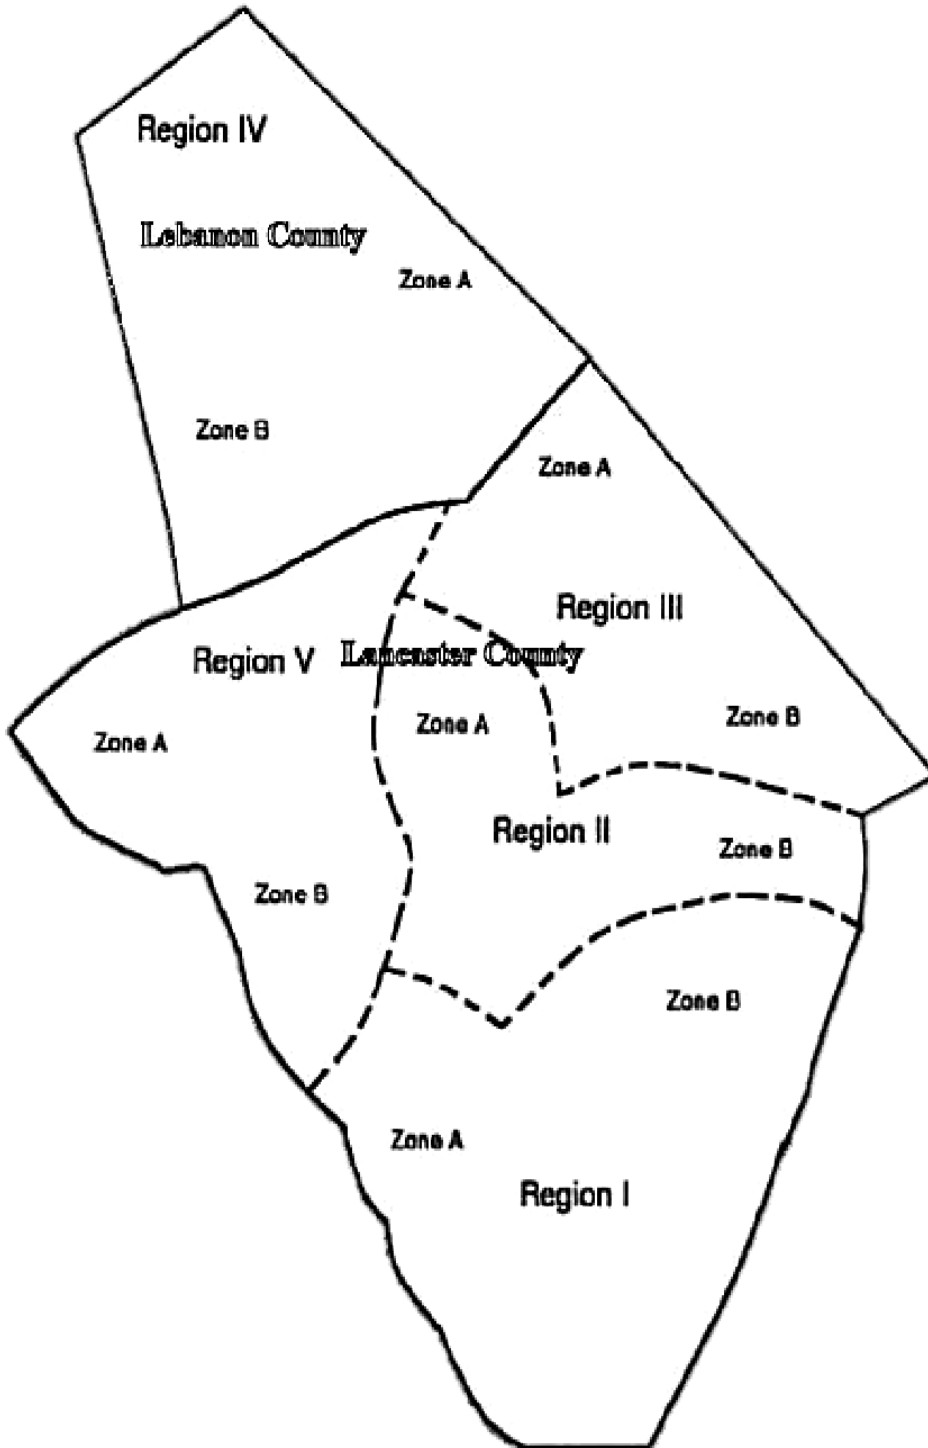 Region IV
Lebanon County
Zone A
Zone B
Zone A
Region III
Region V
Lancaster County
Zone B
Zone A
Zone A
Region II
Zone B
Zone B
Zone B
Zone A
Region I